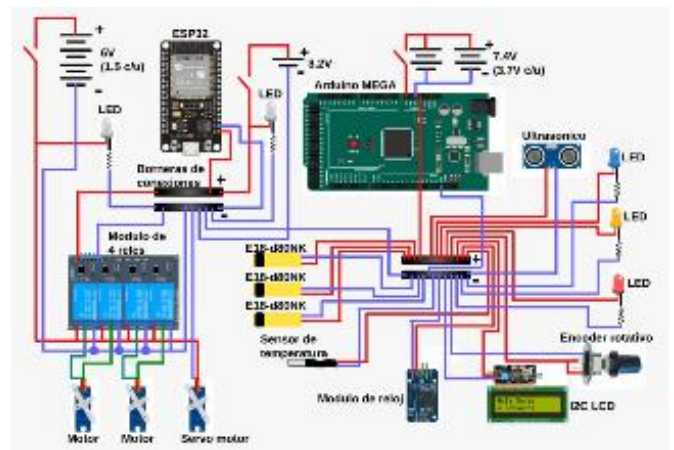 ESP32
+
6V
(1.5 c/u)
-
LED
+
3.2V
-
LED
Arduino MEGA
+
7.4V
(3.7V c/u)
-
Ultrasonico
LED
LED
LED
Borneras de
conexiones
+
-
Modulo de
4 reles
E18-d80NK
E18-d80NK
E18-d80NK
+
-
Sensor de
temperatura
Encoder rotativo
Modulo de reloj
I2C LCD
Motor
Motor
Servo motor